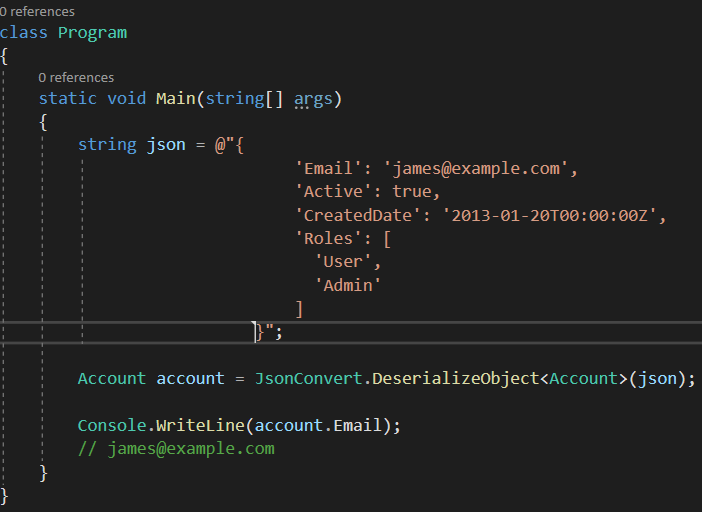 0 references
class Program
{
0 references
static void Main(string[] args)
{
string json = @"{
'Email': 'james@example.com',
'Active': true,
'CreatedDate': '2013-01-20T00:00:00Z',
'Roles': [
'User',
'Admin'
]
}";
Account account = JsonConvert.DeserializeObject<Account>(json);
Console.WriteLine(account.Email);
// james@example.com
}
}